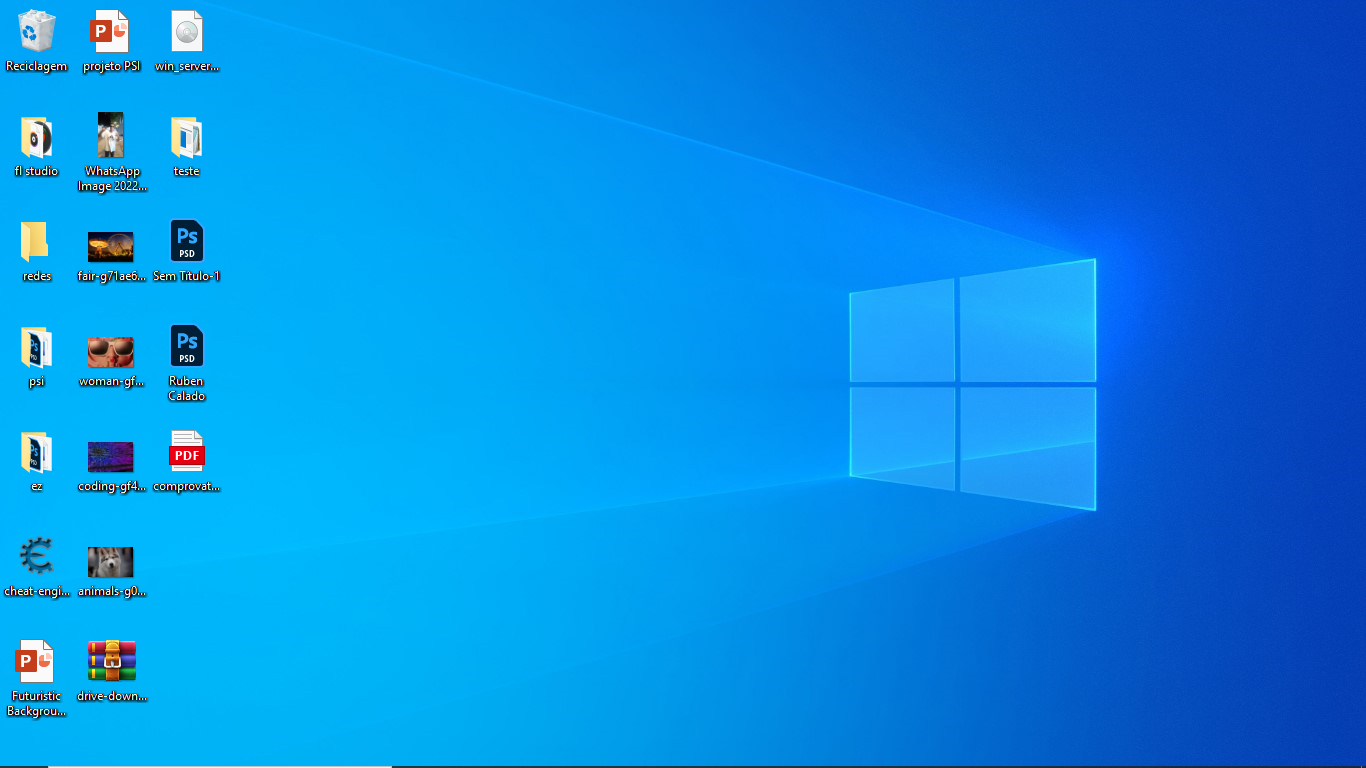 Reciclagem
projeto PSI
win_server...
fl studio
WhatsApp
Image 2022...
teste
redes
fair-g71ae6...
Ps
PSD
Sem Título-1
psi
woman-gf...
Ps
PSD
Ruben
Calado
ez
coding-gf4...
PDF
comprovat...
cheat-engi...
animals-g0...
P
Futuristic
Backgrou...
drive-down...